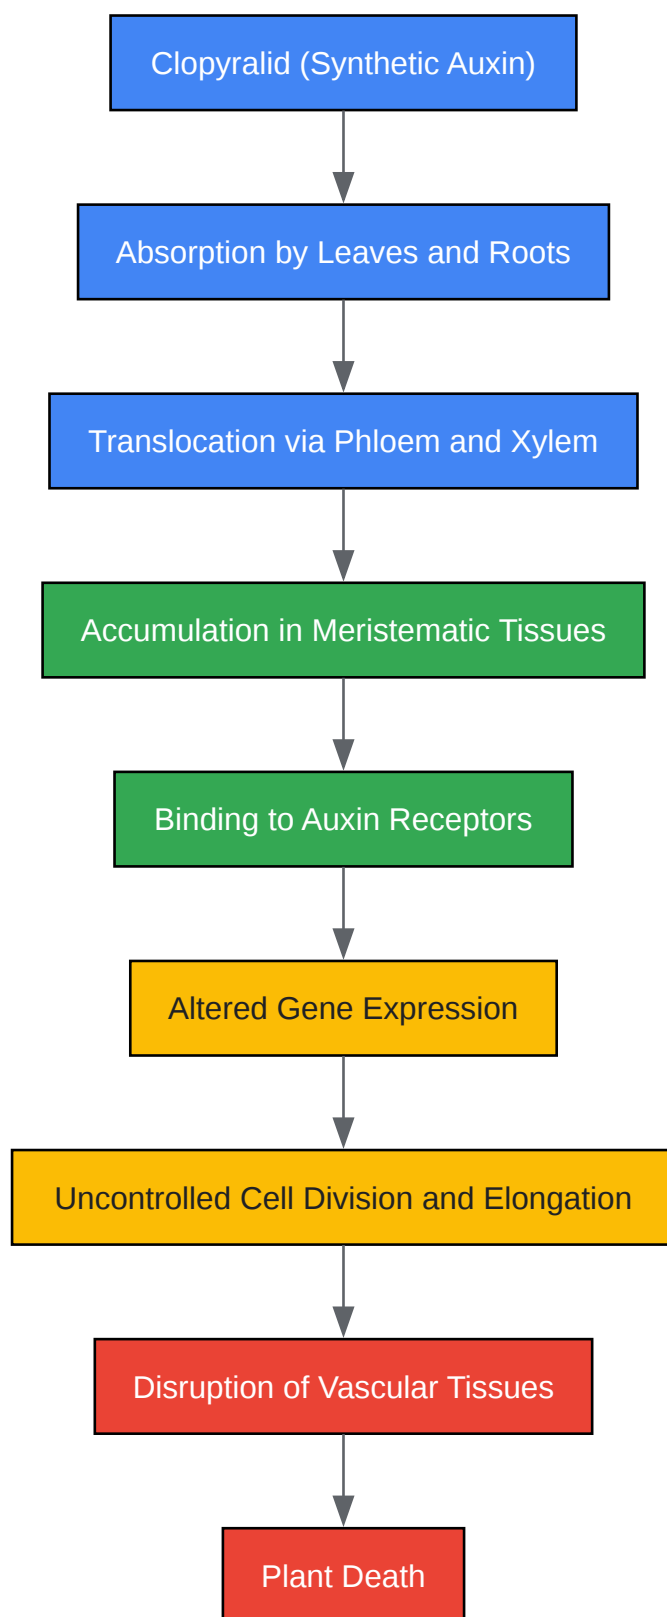 Clopyralid (Synthetic Auxin)
Absorption by Leaves and Roots
Translocation via Phloem and Xylem
Accumulation in Meristematic Tissues
Binding to Auxin Receptors
Altered Gene Expression
Uncontrolled Cell Division and Elongation
Disruption of Vascular Tissues
Plant Death